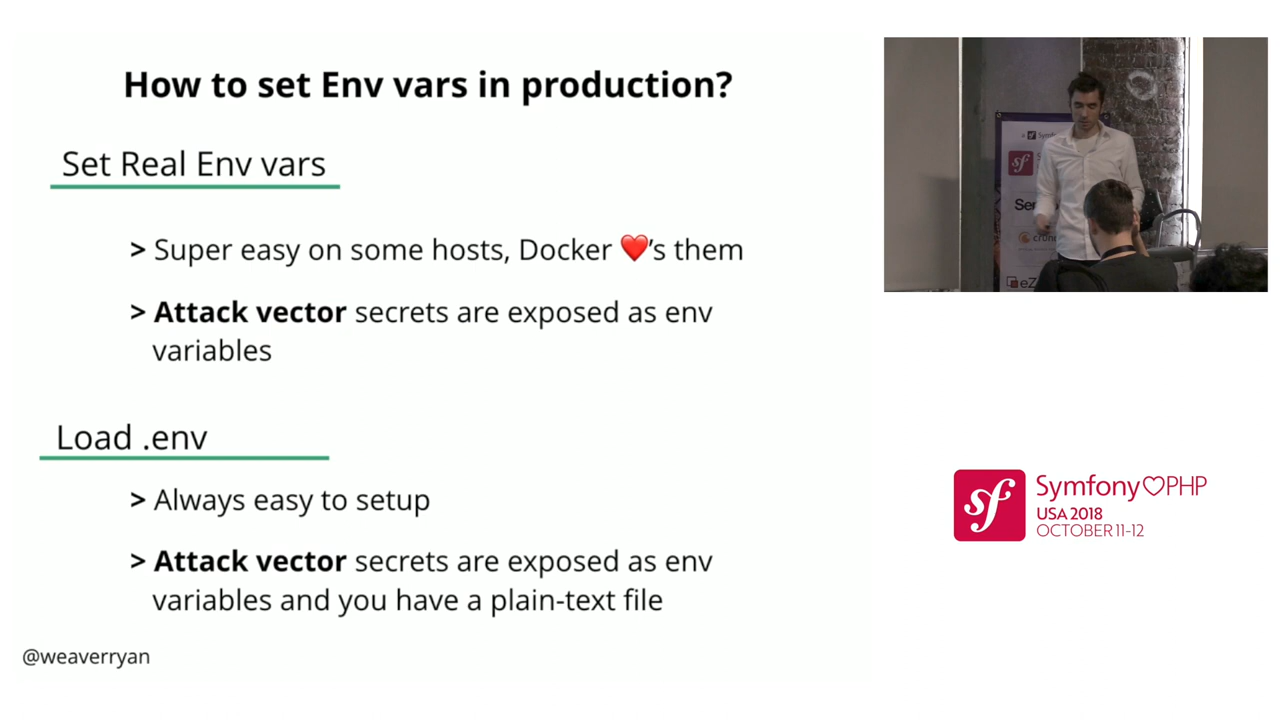 How to set Env vars in production?
Set Real Env vars
> Super easy on some hosts, Docker ❤️'s them
> Attack vector secrets are exposed as env
variables
Load .env
> Always easy to setup
> Attack vector secrets are exposed as env
variables and you have a plain-text file
@weaverryan
Symfony♡PHP
USA 2018
OCTOBER 11-12